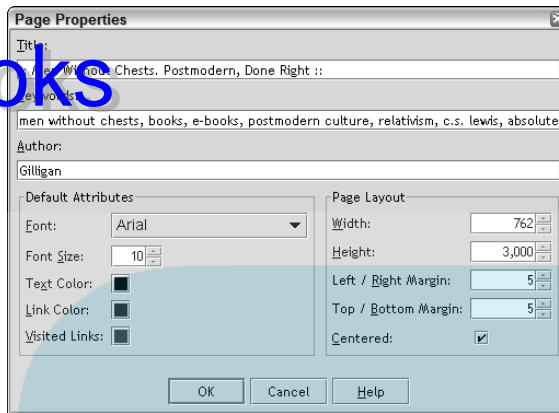 Page Properties
Title:
Men Without Chests. Postmodern, Done Right ::
oks
Keywords:
men without chests, books, e-books, postmodern culture, relativism, c.s. lewis, absolute
Author:
Gilligan
Default Attributes
Font: Arial
Font Size: 10
Text Color:
Link Color:
Visited Links:
Page Layout
Width: 762
Height: 3,000
Left / Right Margin: 5
Top / Bottom Margin: 5
Centered:
OK Cancel Help